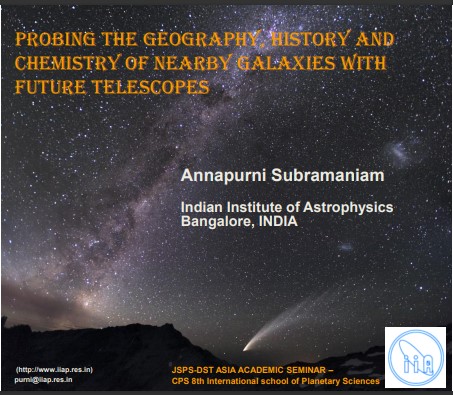 PROBING THE GEOGRAPHY, HISTORY AND
CHEMISTRY OF NEARBY GALAXIES WITH
FUTURE TELESCOPES
Annapurni Subramaniam
Indian Institute of Astrophysics
Bangalore, INDIA
(http://www.iiap.res.in)
purni@iiap.res.in
JSPS-DST ASIA ACADEMIC SEMINAR –
CPS 8th International school of Planetary Sciences
iiA